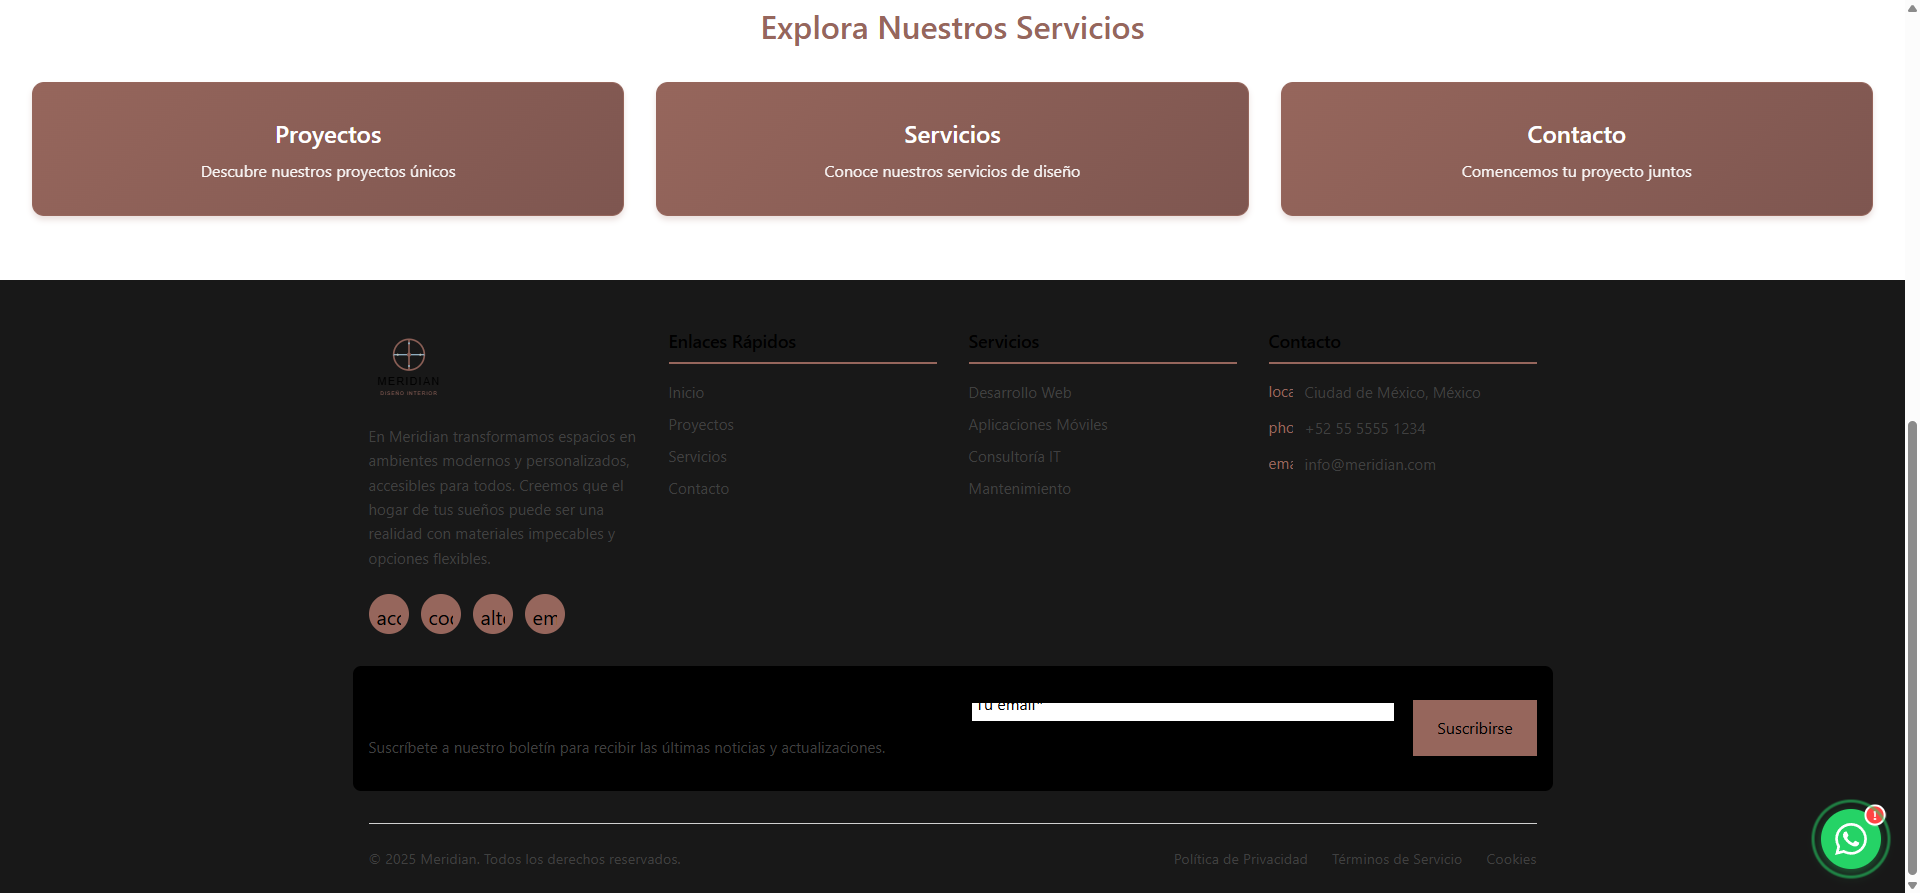 Explora Nuestros Servicios
Proyectos
Descubre nuestros proyectos únicos
Servicios
Conoce nuestros servicios de diseño
Contacto
Comencemos tu proyecto juntos
MERIDIAN
DISEÑO INTERIOR
En Meridian transformamos espacios en
ambientes modernos y personalizados,
accesibles para todos. Creemos que el
hogar de tus sueños puede ser una
realidad con materiales impecables y
opciones flexibles.
acc
coo
alte
em
Enlaces Rápidos
Inicio
Proyectos
Servicios
Contacto
Servicios
Desarrollo Web
Aplicaciones Móviles
Consultoría IT
Mantenimiento
Contacto
loca Ciudad de México, México
pho +52 55 5555 1234
ema info@meridian.com
Suscríbete a nuestro boletín para recibir las últimas noticias y actualizaciones.
Tu email*
Suscribirse
© 2025 Meridian. Todos los derechos reservados.
Política de Privacidad Términos de Servicio Cookies
!